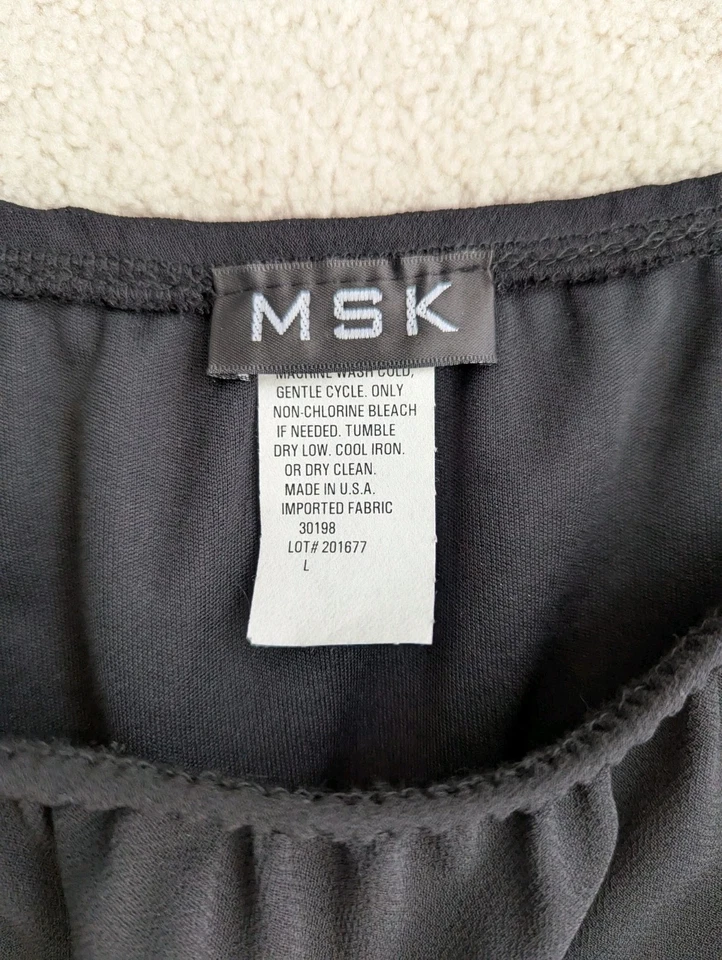 MSK
MACHINE WASH COLD,
GENTLE CYCLE. ONLY
NON-CHLORINE BLEACH
IF NEEDED. TUMBLE
DRY LOW. COOL IRON.
OR DRY CLEAN.
MADE IN U.S.A.
IMPORTED FABRIC
30198
LOT# 201677
L